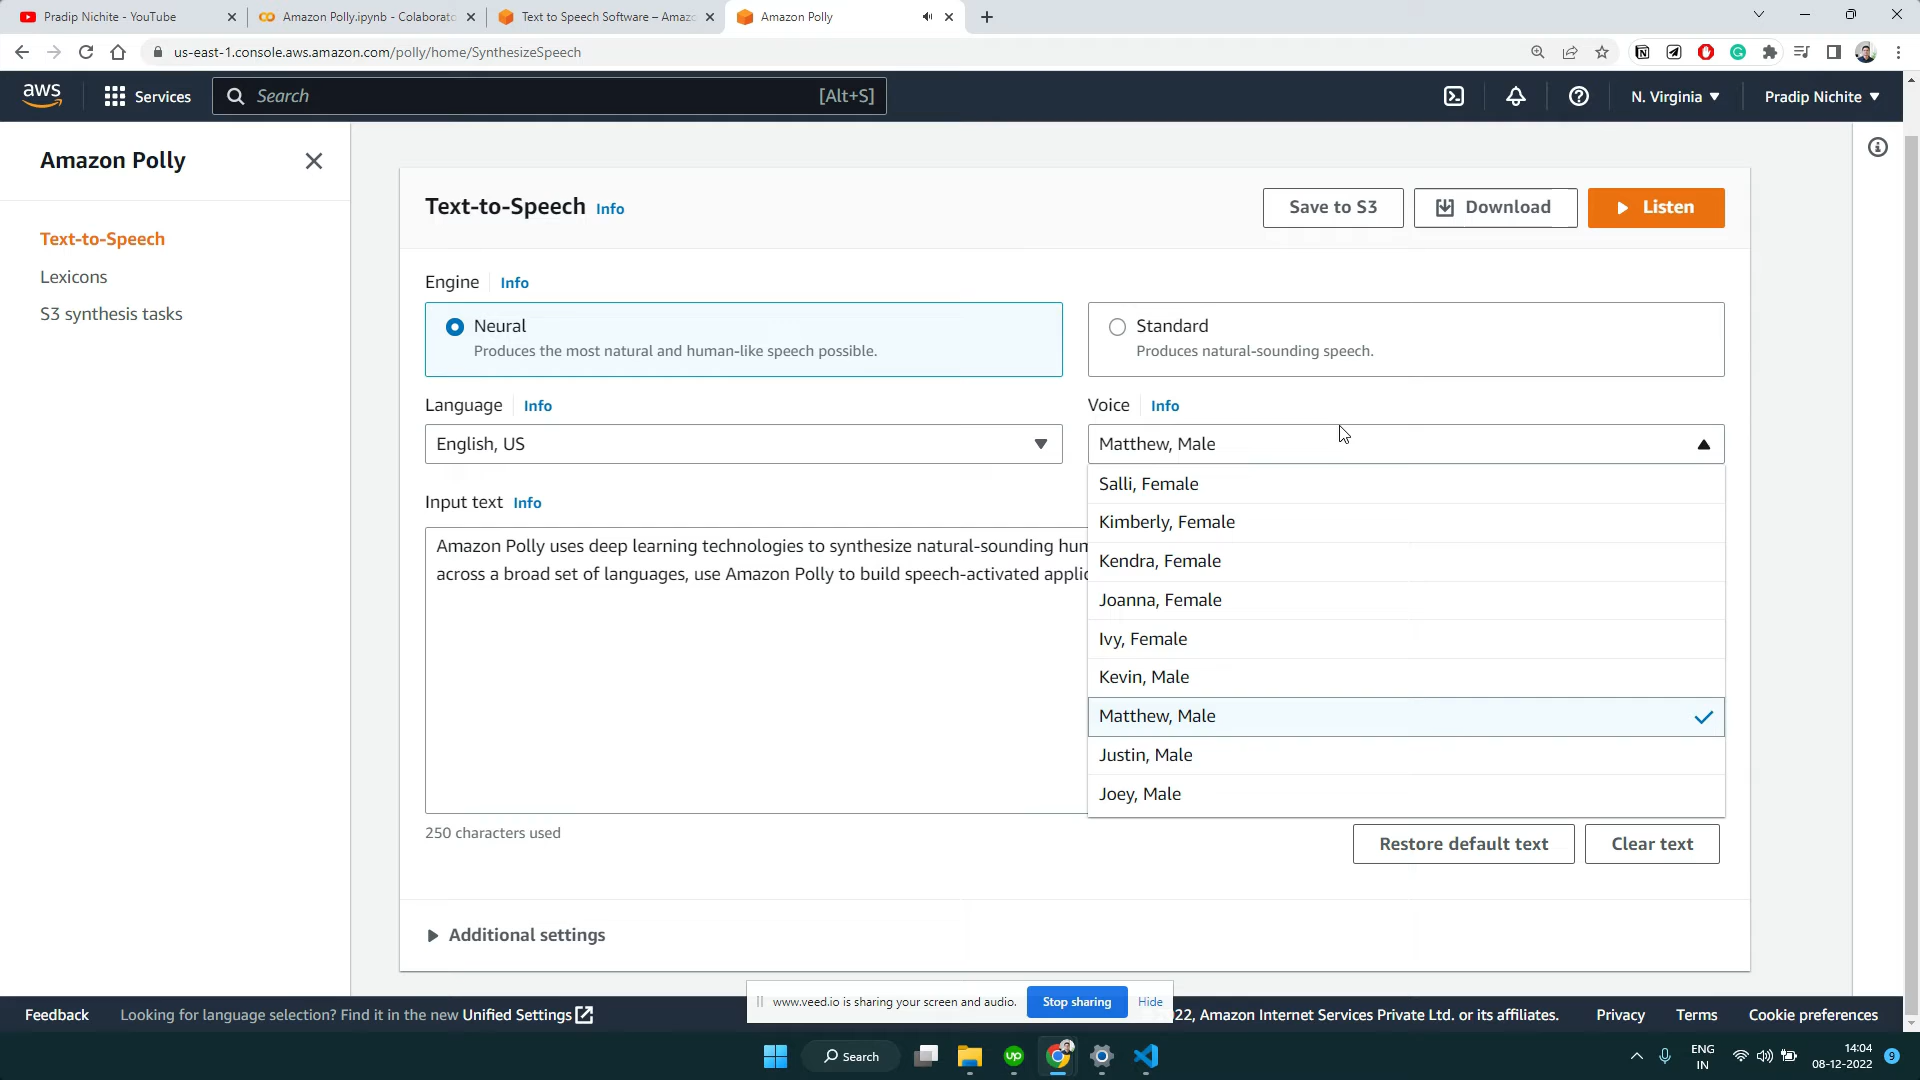 Pradip Nichite - YouTube
Amazon Polly.ipynb - Colaborato
Text to Speech Software – Amaz
Amazon Polly
us-east-1.console.aws.amazon.com/polly/home/SynthesizeSpeech
aws
Services
Search
[Alt+S]
N. Virginia
Pradip Nichite
Amazon Polly
Text-to-Speech
Lexicons
S3 synthesis tasks
Text-to-Speech Info
Save to S3
Download
Listen
Engine Info
Neural
Produces the most natural and human-like speech possible.
Standard
Produces natural-sounding speech.
Language Info
English, US
Voice Info
Matthew, Male
Salli, Female
Kimberly, Female
Kendra, Female
Joanna, Female
Ivy, Female
Kevin, Male
Matthew, Male
Justin, Male
Joey, Male
Input text Info
Amazon Polly uses deep learning technologies to synthesize natural-sounding hum
across a broad set of languages, use Amazon Polly to build speech-activated applic
250 characters used
Restore default text
Clear text
Additional settings
www.veed.io is sharing your screen and audio.
Stop sharing
Hide
Feedback
Looking for language selection? Find it in the new Unified Settings
22, Amazon Internet Services Private Ltd. or its affiliates.
Privacy
Terms
Cookie preferences
Search
up
ENG
IN
14:04
08-12-2022
9